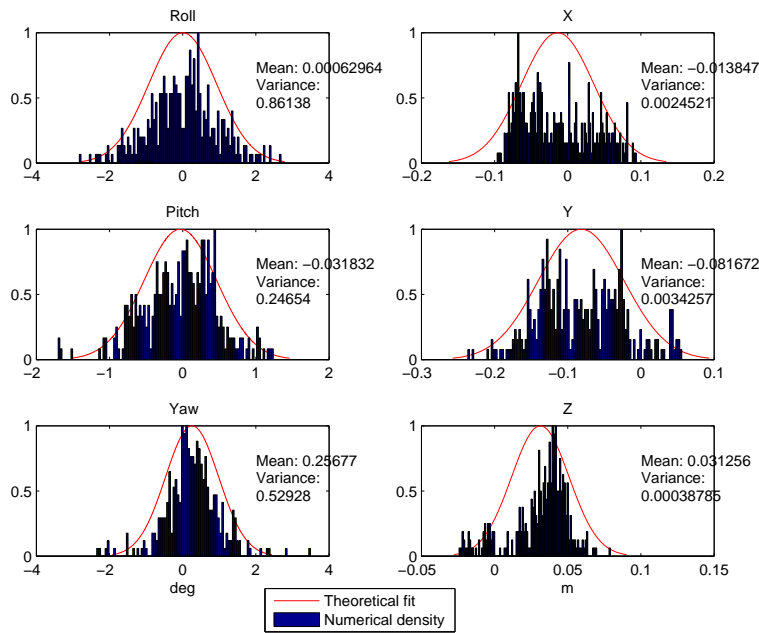 Roll
1
0.5
0
−4
−2
0
2
4
Mean: 0.00062964
Variance:
0.86138
X
1
0.5
0
−0.2
−0.1
0
0.1
0.2
Mean: −0.013847
Variance:
0.0024521
Pitch
1
0.5
0
−2
−1
0
1
2
Mean: −0.031832
Variance:
0.24654
Y
1
0.5
0
−0.3
−0.2
−0.1
0
0.1
Mean: −0.081672
Variance:
0.0034257
Yaw
1
0.5
0
−4
−2
0
2
4
deg
Mean: 0.25677
Variance:
0.52928
Z
1
0.5
0
−0.05
0
0.05
0.1
0.15
m
Mean: 0.031256
Variance:
0.00038785
Theoretical fit
Numerical density